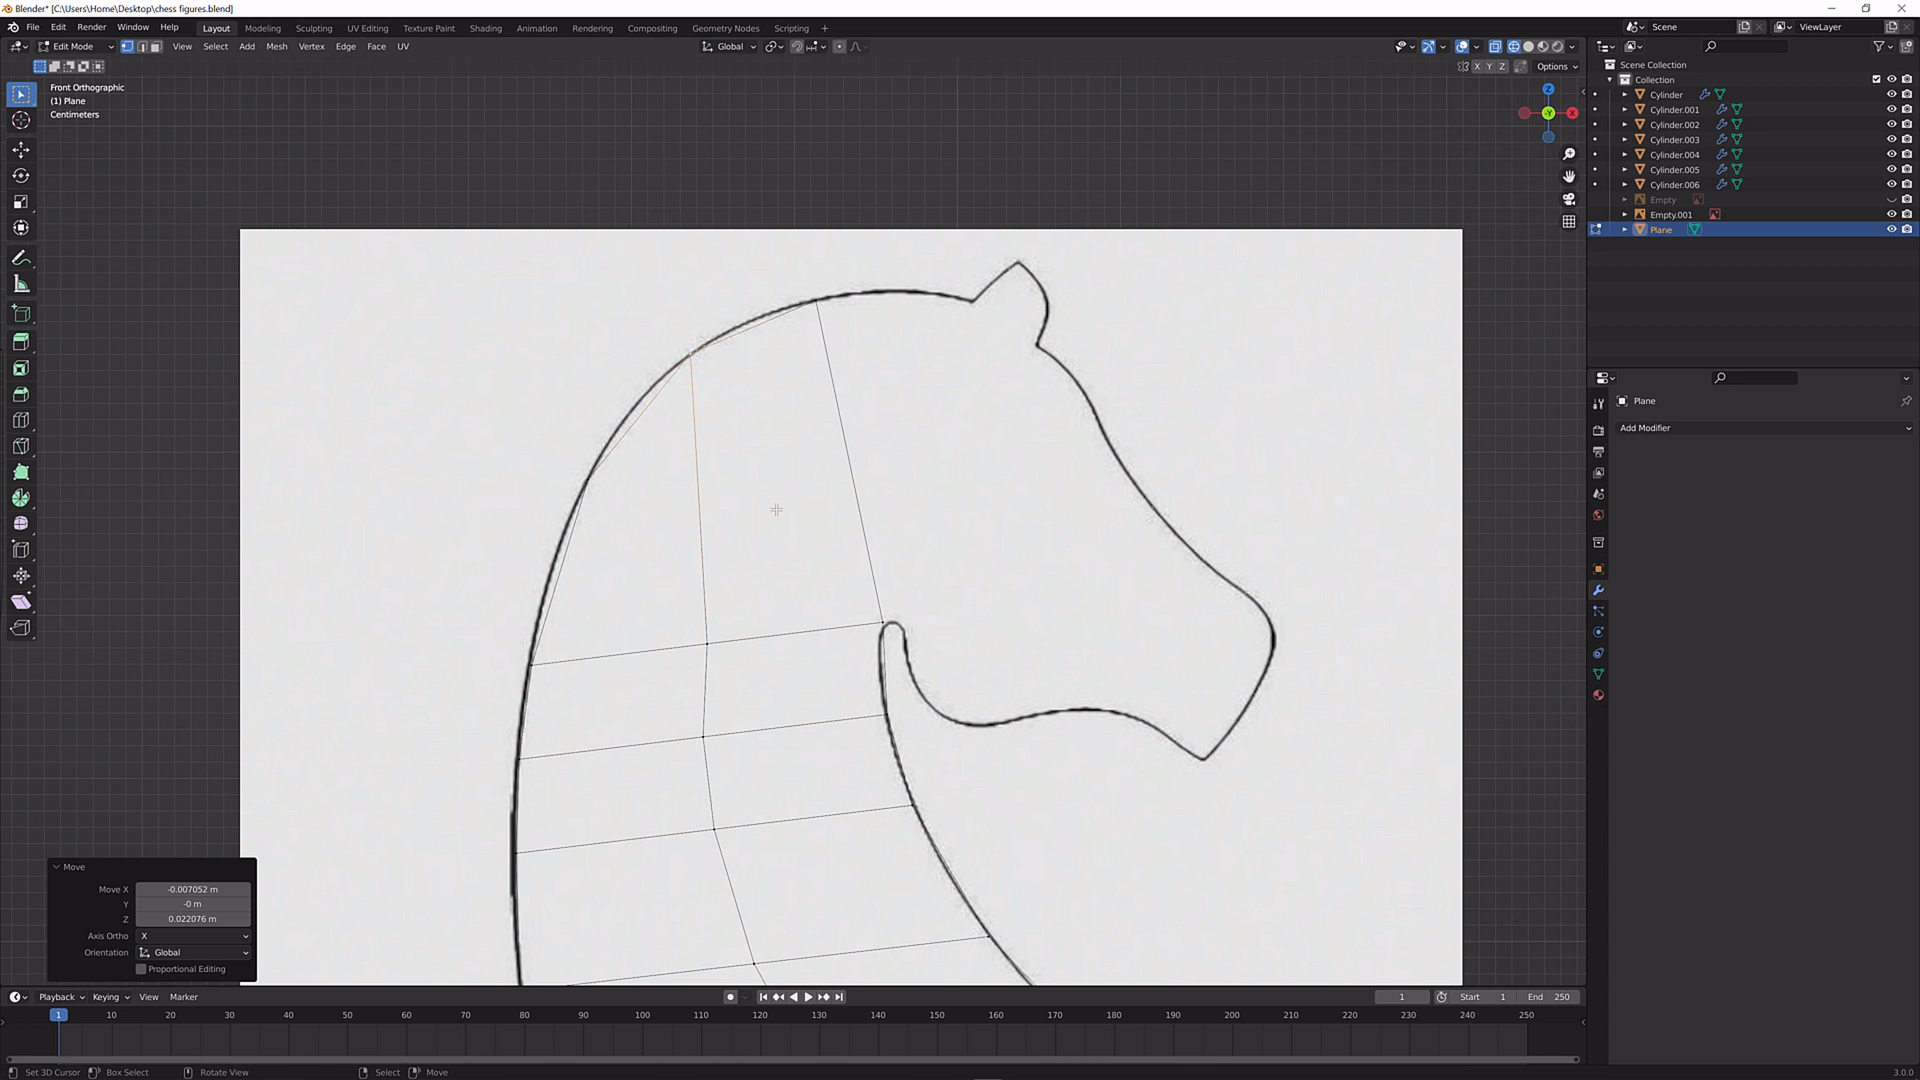 Blender* [C:\Users\Home\Desktop\chess figures.blend]
File Edit Render Window Help Layout Modeling Sculpting UV Editing Texture Paint Shading Animation Rendering Compositing Geometry Nodes Scripting + Scene ViewLayer
Edit Mode View Select Add Mesh Vertex Edge Face UV Global
X Y Z Options
Front Orthographic
(1) Plane
Centimeters
Z
-Y
X
Scene Collection
Collection
Cylinder
Cylinder.001
Cylinder.002
Cylinder.003
Cylinder.004
Cylinder.005
Cylinder.006
Empty
Empty.001
Plane
Plane
Add Modifier
Move
Move X -0.007052 m
Y -0 m
Z 0.022076 m
Axis Ortho X
Orientation Global
Proportional Editing
Playback Keying View Marker 1 Start 1 End 250
1 10 20 30 40 50 60 70 80 90 100 110 120 130 140 150 160 170 180 190 200 210 220 230 240 250
Set 3D Cursor Box Select Rotate View Select Move 3.0.0